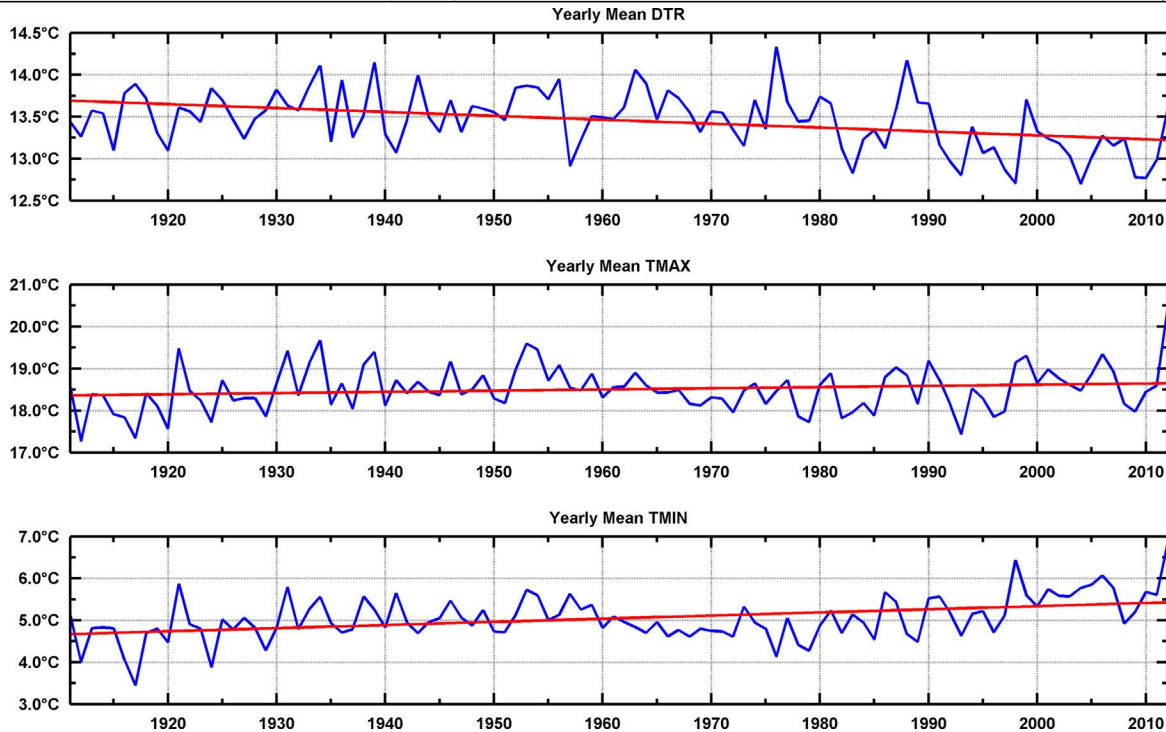 Yearly Mean DTR
14.5°C
14.0°C
13.5°C
13.0°C
12.5°C
1920 1930 1940 1950 1960 1970 1980 1990 2000 2010
Yearly Mean TMAX
21.0°C
20.0°C
19.0°C
18.0°C
17.0°C
1920 1930 1940 1950 1960 1970 1980 1990 2000 2010
Yearly Mean TMIN
7.0°C
6.0°C
5.0°C
4.0°C
3.0°C
1920 1930 1940 1950 1960 1970 1980 1990 2000 2010